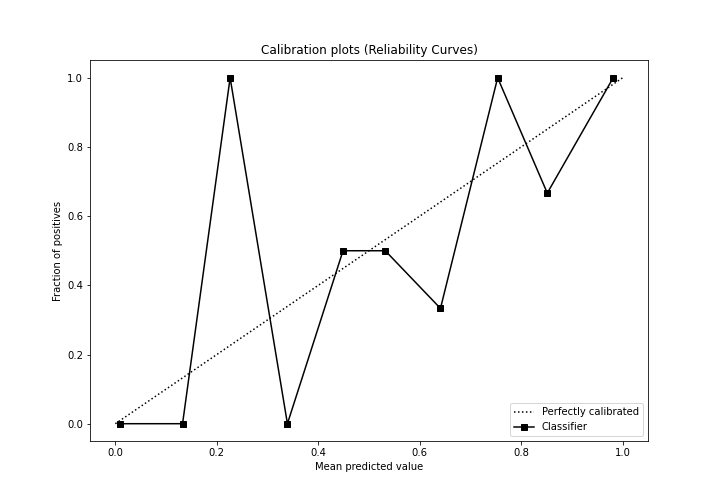 Calibration plots (Reliability Curves)
1.0
0.8
0.6
0.4
0.2
0.0
Fraction of positives
0.0 0.2 0.4 0.6 0.8 1.0
Mean predicted value
Perfectly calibrated
Classifier